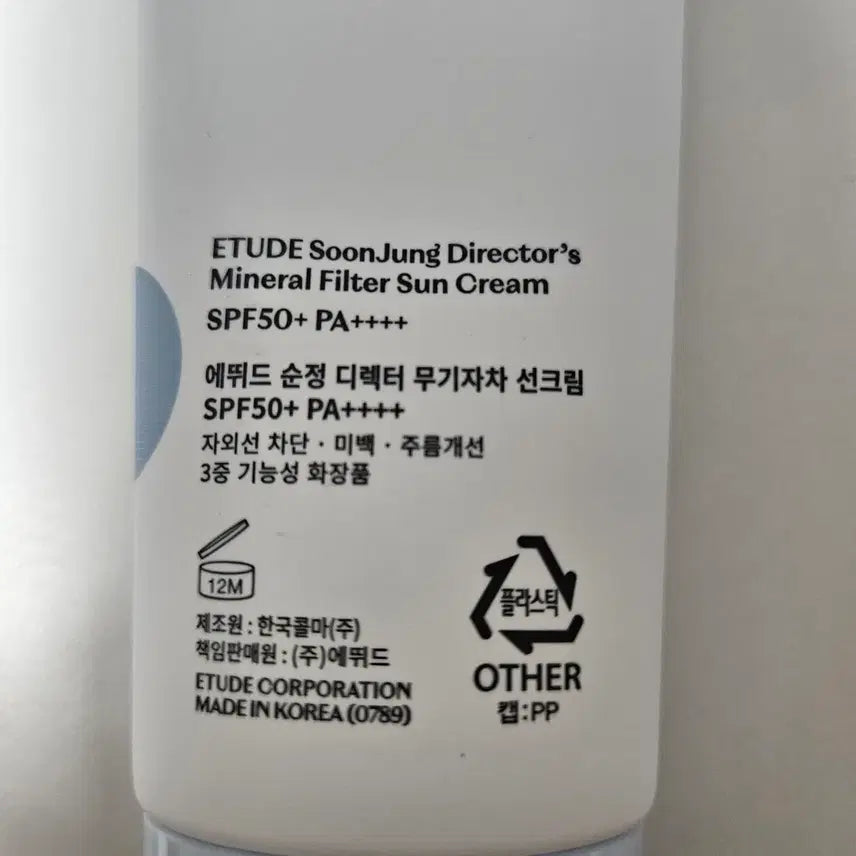 ETUDE SoonJung Director's
Mineral Filter Sun Cream
SPF50+ PA++++
에뛰드 순정 디렉터 무기자차 선크림
SPF50+ PA++++
자외선 차단 · 미백 · 주름개선
3중 기능성 화장품
12M
제조원 : 한국콜마(주)
책임판매원 : (주)에뛰드
ETUDE CORPORATION
MADE IN KOREA (0789)
플라스틱
OTHER
캡:PP